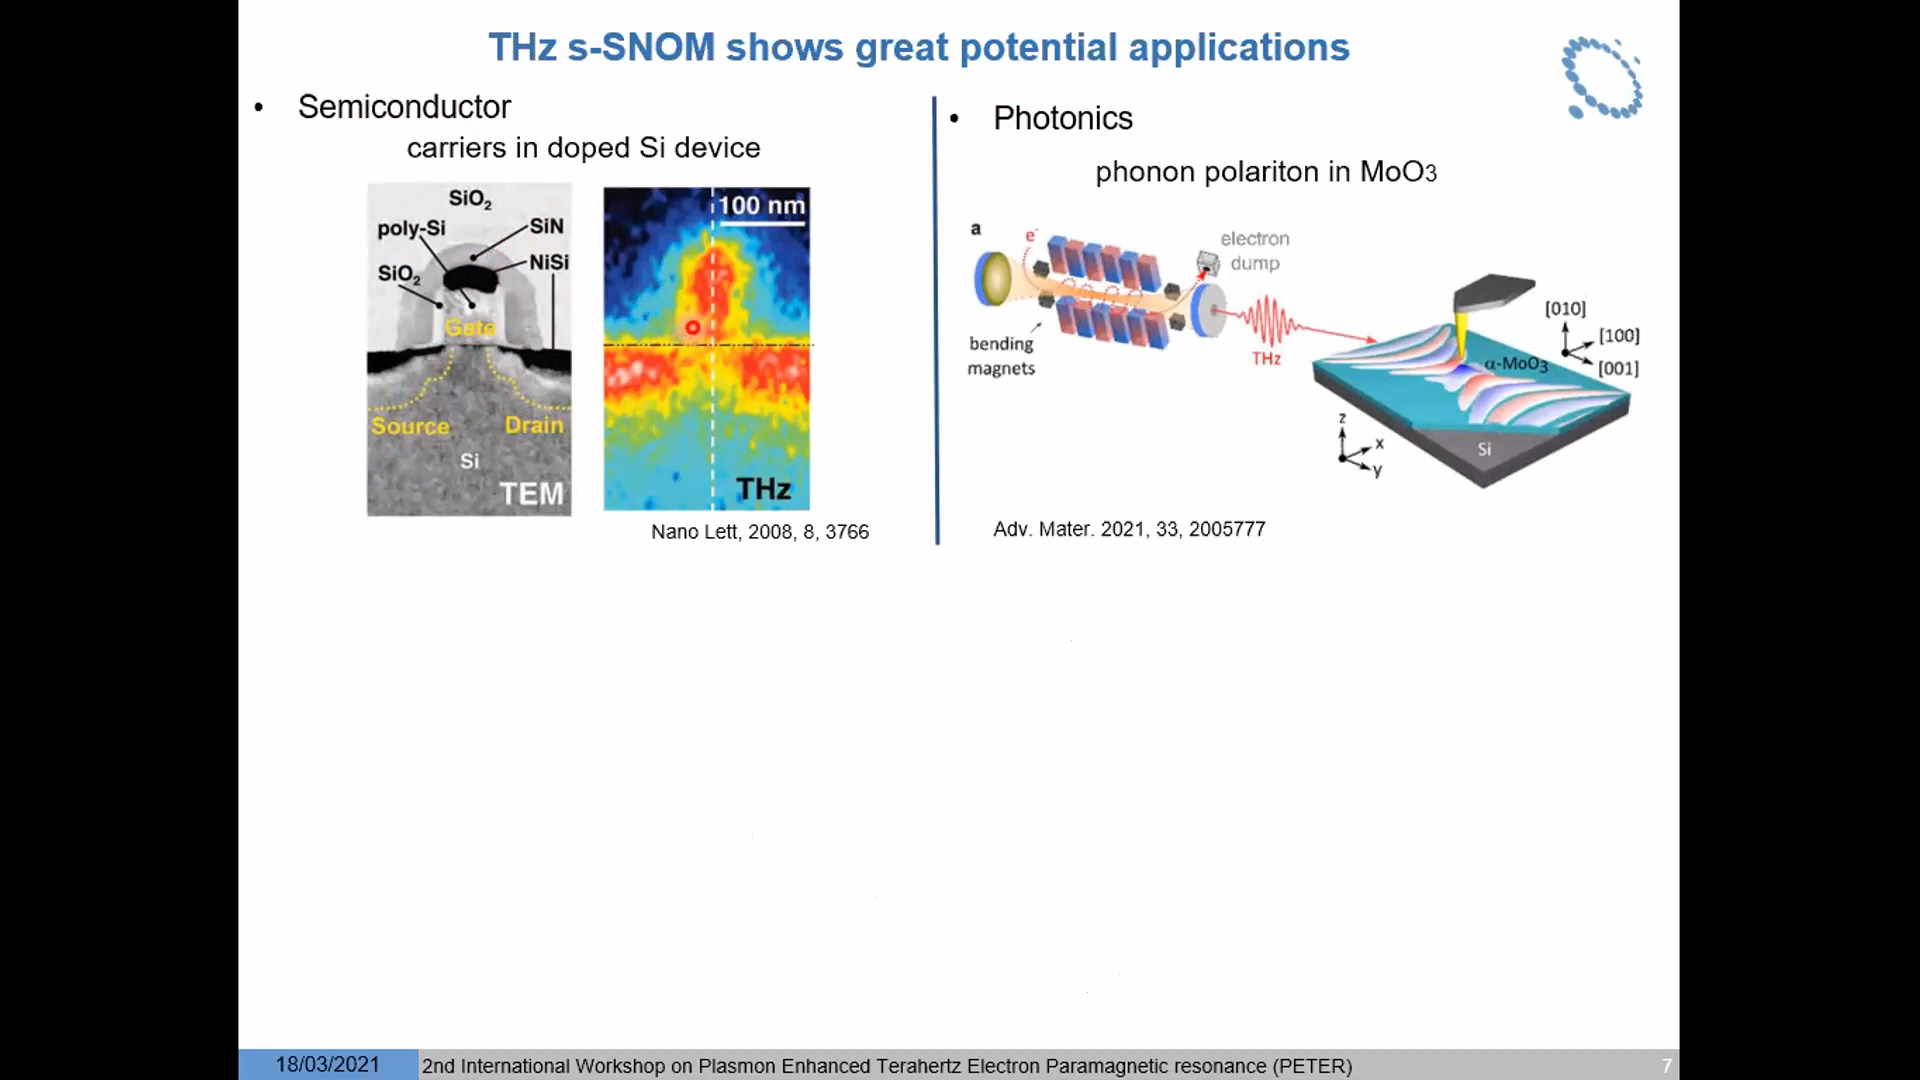 THz s-SNOM shows great potential applications
• Semiconductor
carriers in doped Si device
SiO2
poly-Si
SiN
NiSi
SiO2
Gate
Source
Drain
Si
TEM
100 nm
THz
Nano Lett, 2008, 8, 3766
• Photonics
phonon polariton in MoO3
a
e-
electron
dump
bending
magnets
THz
[010]
[100]
[001]
α-MoO3
z
x
y
Si
Adv. Mater. 2021, 33, 2005777
18/03/2021
2nd International Workshop on Plasmon Enhanced Terahertz Electron Paramagnetic resonance (PETER)
7